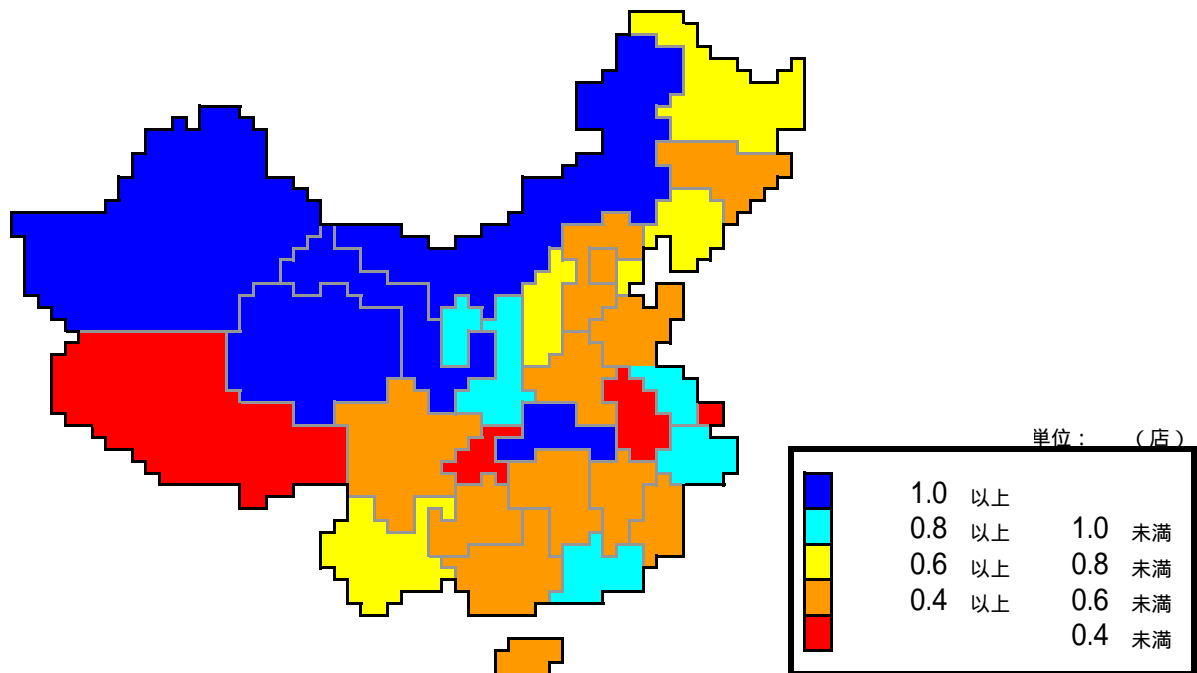 単位： （店）
1.0 以上
0.8 以上 1.0 未満
0.6 以上 0.8 未満
0.4 以上 0.6 未満
0.4 未満